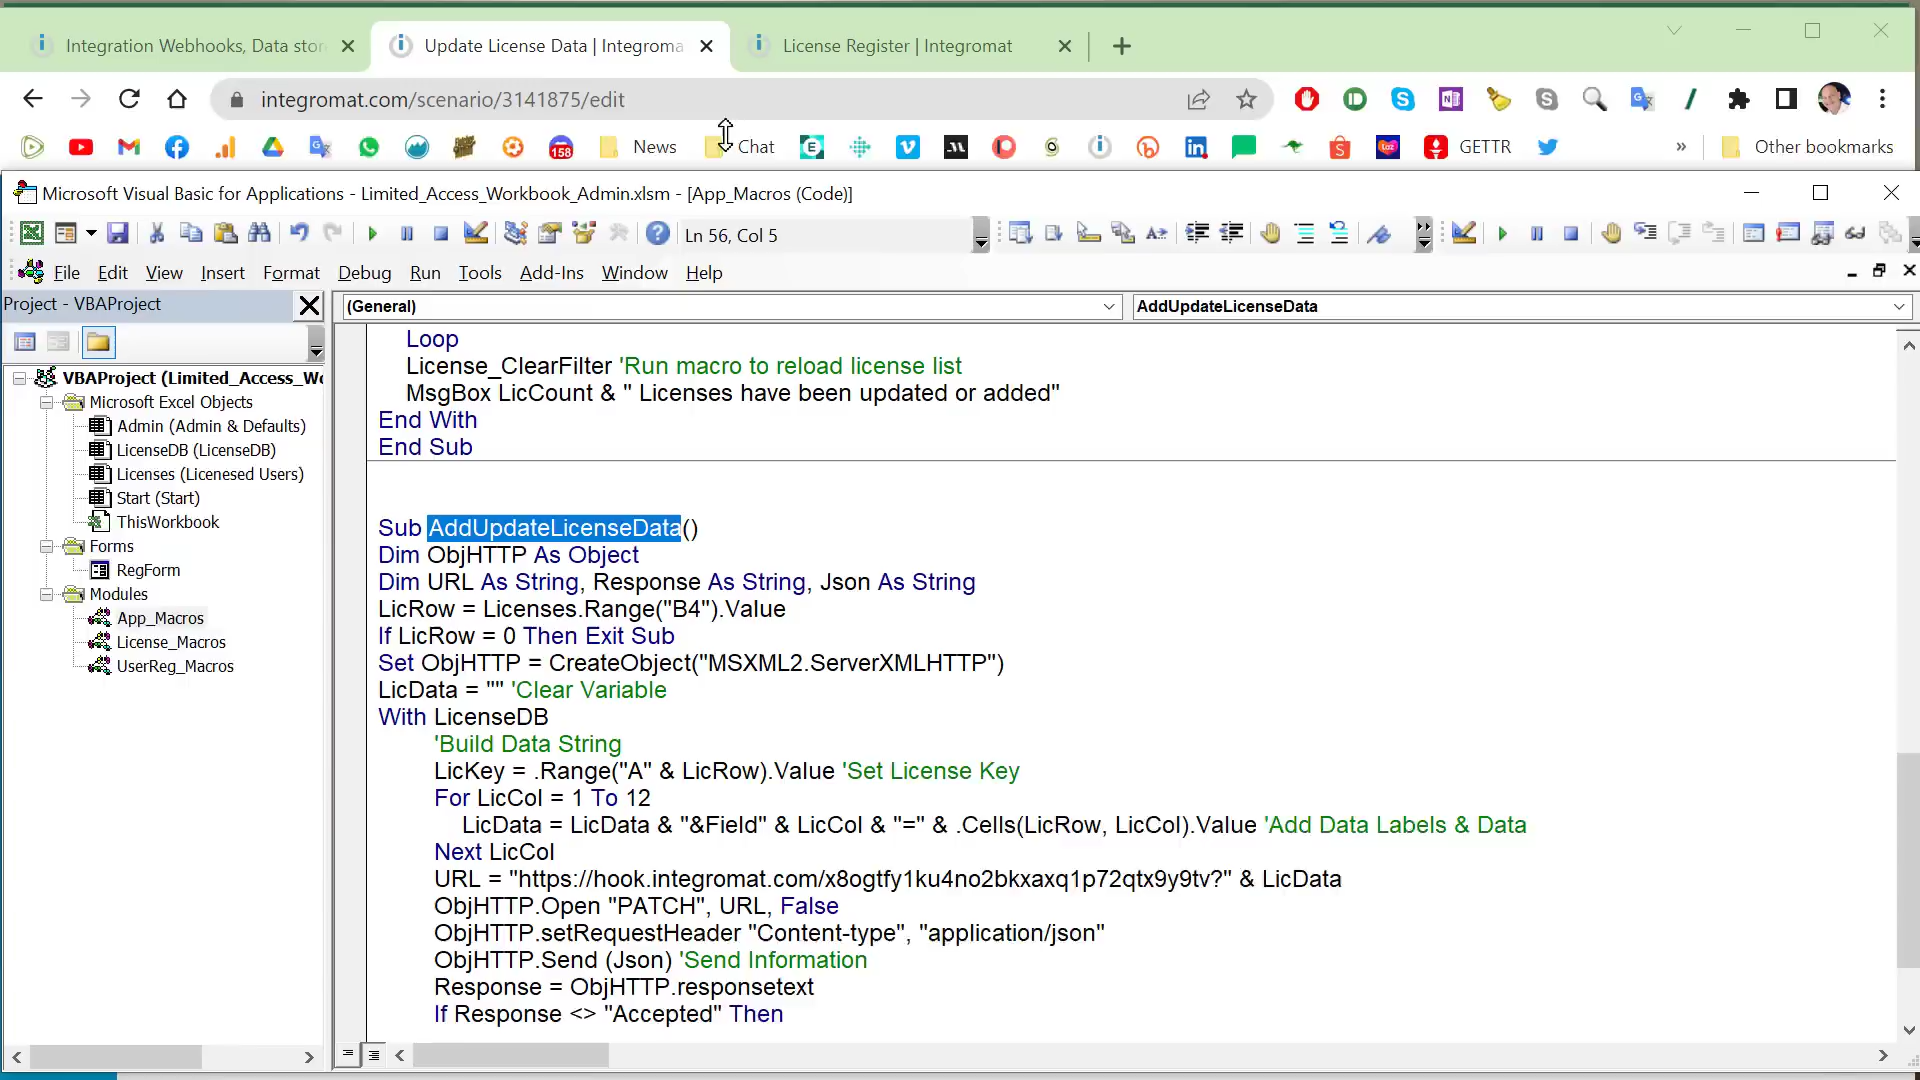 Integration Webhooks, Data stor
Update License Data | Integroma
License Register | Integromat
integromat.com/scenario/3141875/edit
158
News
Chat
GETTR
»
Other bookmarks
Microsoft Visual Basic for Applications - Limited_Access_Workbook_Admin.xlsm - [App_Macros (Code)]
Ln 56, Col 5
File Edit View Insert Format Debug Run Tools Add-Ins Window Help
Project - VBAProject
(General)
AddUpdateLicenseData
VBAProject (Limited_Access_Wo
Microsoft Excel Objects
Admin (Admin & Defaults)
LicenseDB (LicenseDB)
Licenses (Licenesed Users)
Start (Start)
ThisWorkbook
Forms
RegForm
Modules
App_Macros
License_Macros
UserReg_Macros
Loop
License_ClearFilter 'Run macro to reload license list
MsgBox LicCount & " Licenses have been updated or added"
End With
End Sub
Sub AddUpdateLicenseData()
Dim ObjHTTP As Object
Dim URL As String, Response As String, Json As String
LicRow = Licenses.Range("B4").Value
If LicRow = 0 Then Exit Sub
Set ObjHTTP = CreateObject("MSXML2.ServerXMLHTTP")
LicData = "" 'Clear Variable
With LicenseDB
'Build Data String
LicKey = .Range("A" & LicRow).Value 'Set License Key
For LicCol = 1 To 12
LicData = LicData & "&Field" & LicCol & "=" & .Cells(LicRow, LicCol).Value 'Add Data Labels & Data
Next LicCol
URL = "https://hook.integromat.com/x8ogtfy1ku4no2bkxaxq1p72qtx9y9tv?" & LicData
ObjHTTP.Open "PATCH", URL, False
ObjHTTP.setRequestHeader "Content-type", "application/json"
ObjHTTP.Send (Json) 'Send Information
Response = ObjHTTP.responsetext
If Response <> "Accepted" Then